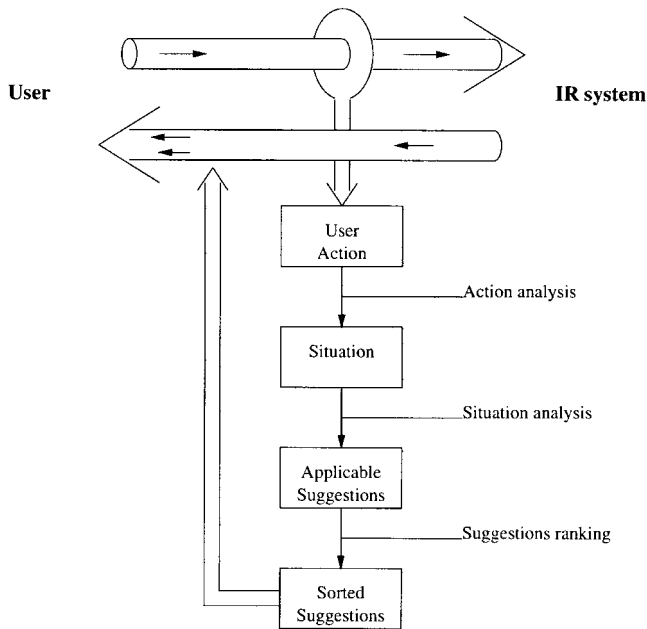 User
IR system
User
Action
Action analysis
Situation
Situation analysis
Applicable
Suggestions
Suggestions ranking
Sorted
Suggestions